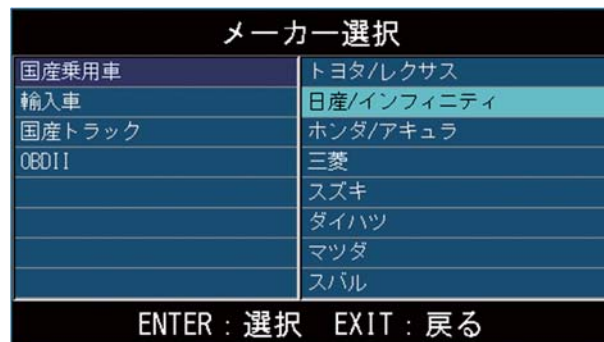 メーカー選択
国産乗用車
輸入車
国産トラック
OBDII
トヨタ/レクサス
日産/インフィニティ
ホンダ/アキュラ
三菱
スズキ
ダイハツ
マツダ
スバル
ENTER：選択 EXIT：戻る